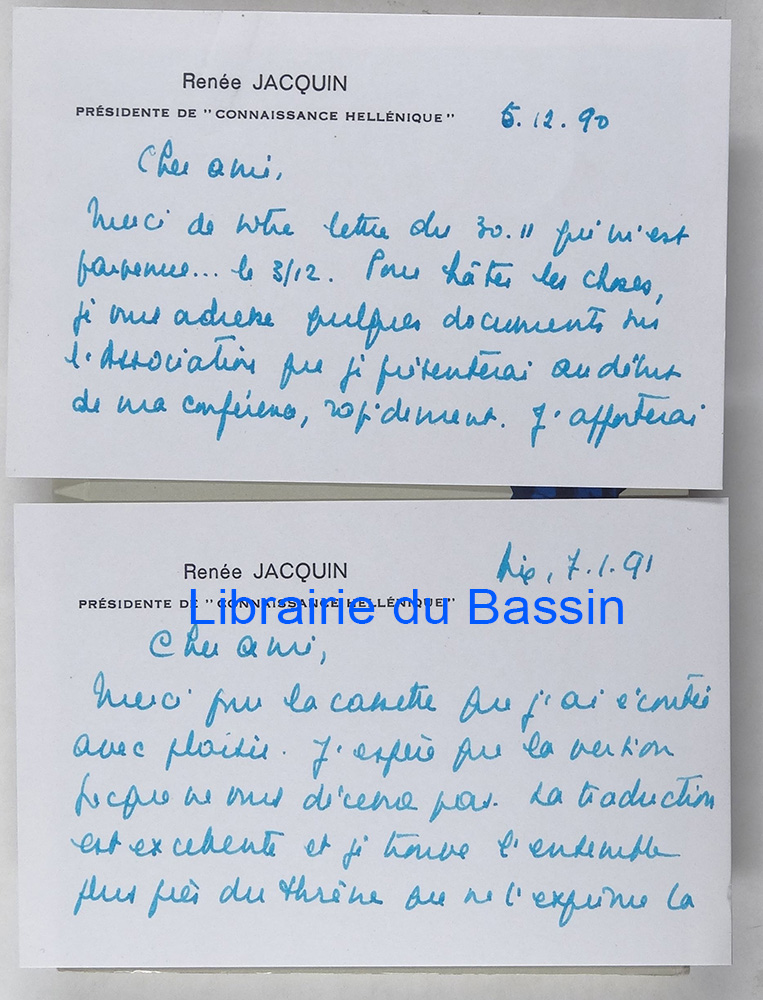 Renée JACQUIN
PRÉSIDENTE DE "CONNAISSANCE HELLÉNIQUE"
5.12.90
Cher ami,
Merci de votre lettre du 30.11 qui m'est
parvenue... le 3/12. Pour hâter les choses,
je vous adresse quelques documents sur
l'Association que je présenterai au début
de ma conférence, rapidement. J'apporterai
Renée JACQUIN
PRÉSIDENTE DE "CONNAISSANCE HELLÉNIQUE"
Aix, 7.1.91
Librairie du Bassin
Cher ami,
Merci pour la cassette que j'ai écoutée
avec plaisir. J'espère que la version
grecque ne vous décevra pas. La traduction
est excellente et je trouve l'ensemble
plus près du thrène que ne l'exprime la